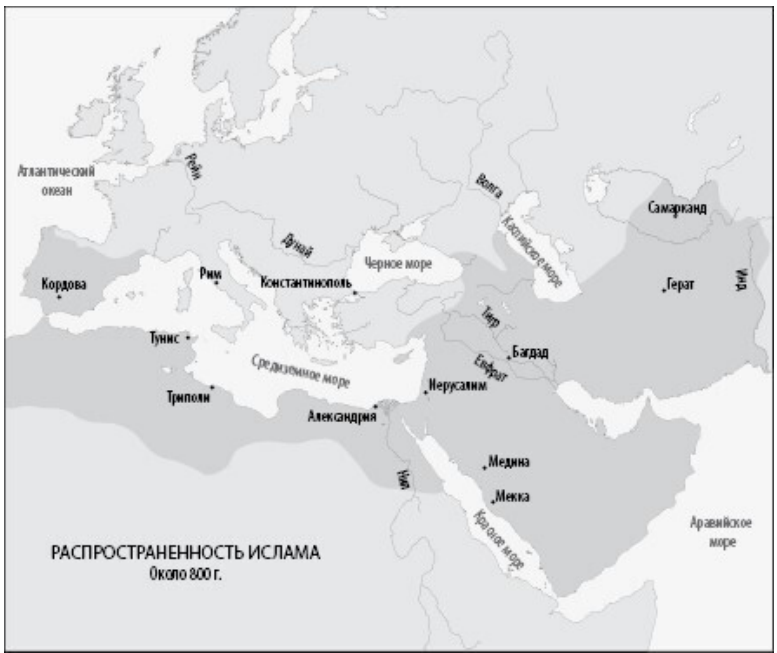 Атлантический
океан
Рейн
Волга
Самарканд
Дунай
Каспийское море
Черное море
Рим
Константинополь
Кордова
Герат
Инд
Тигр
Тунис
Багдад
Средиземное море
Евфрат
Иерусалим
Триполи
Александрия
Медина
Нил
Мекка
Красное море
Аравийское
море
РАСПРОСТРАНЕННОСТЬ ИСЛАМА
Около 800 г.